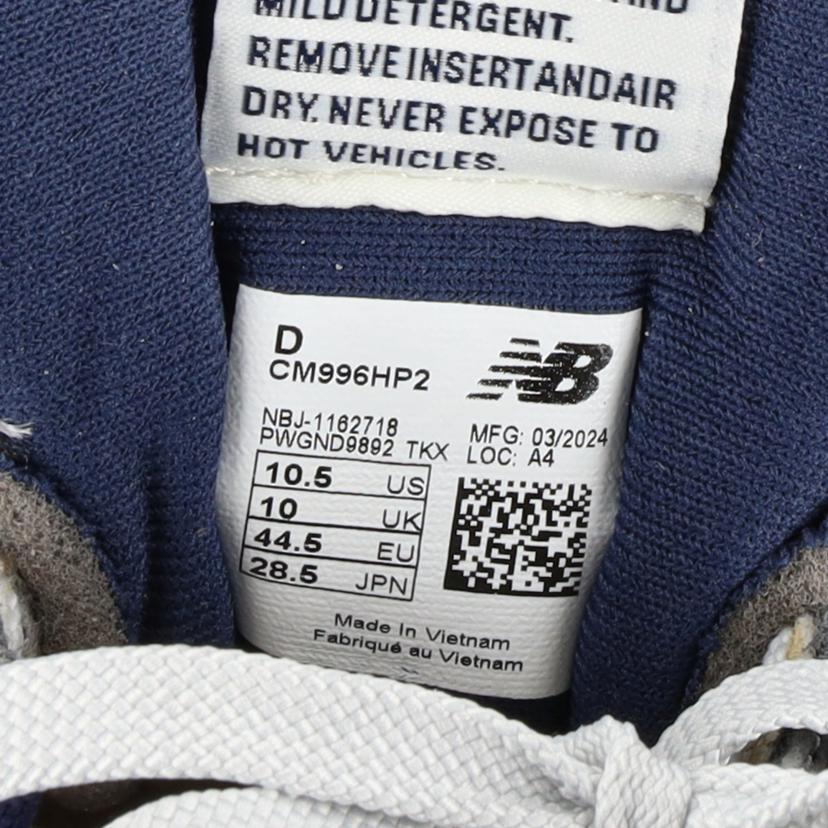 MILD DETERGENT.
REMOVE INSERT AND AIR
DRY. NEVER EXPOSE TO
HOT VEHICLES.
D
CM996HP2
NB
NBJ-1162718
PWGND9892 TKX
MFG: 03/2024
LOC: A4
10.5 US
10 UK
44.5 EU
28.5 JPN
Made In Vietnam
Fabriqué au Vietnam